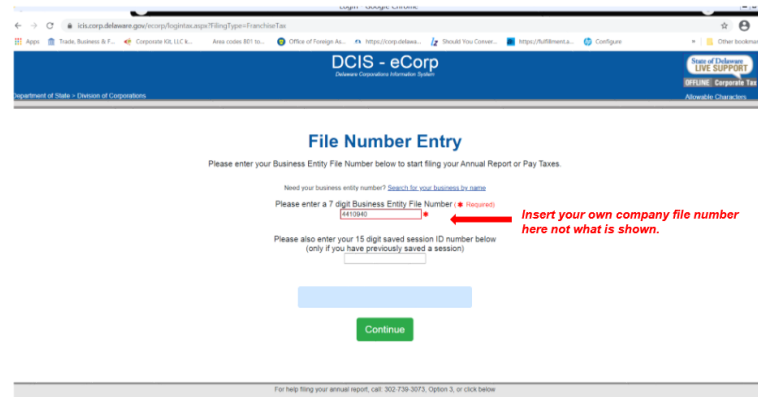 Login - Google Chrome
icis.corp.delaware.gov/ecorp/logintax.aspx?FilingType=FranchiseTax
Apps Trade, Business & F... Corporate Kit, LLC k... Area codes 801 to... Office of Foreign As... https://corp.delawa... Should You Conver... https://fulfillment.a... Configure Other bookmar
DCIS - eCorp
Delaware Corporations Information System
State of Delaware
LIVE SUPPORT
OFFLINE Corporate Tax
Department of State > Division of Corporations
Allowable Characters
File Number Entry
Please enter your Business Entity File Number below to start filing your Annual Report or Pay Taxes.
Need your business entity number? Search for your business by name
Please enter a 7 digit Business Entity File Number (✱ Required)
4410940 ✱
Insert your own company file number
here not what is shown.
Please also enter your 15 digit saved session ID number below
(only if you have previously saved a session)
Continue
For help filing your annual report, call: 302-739-3073, Option 3, or click below